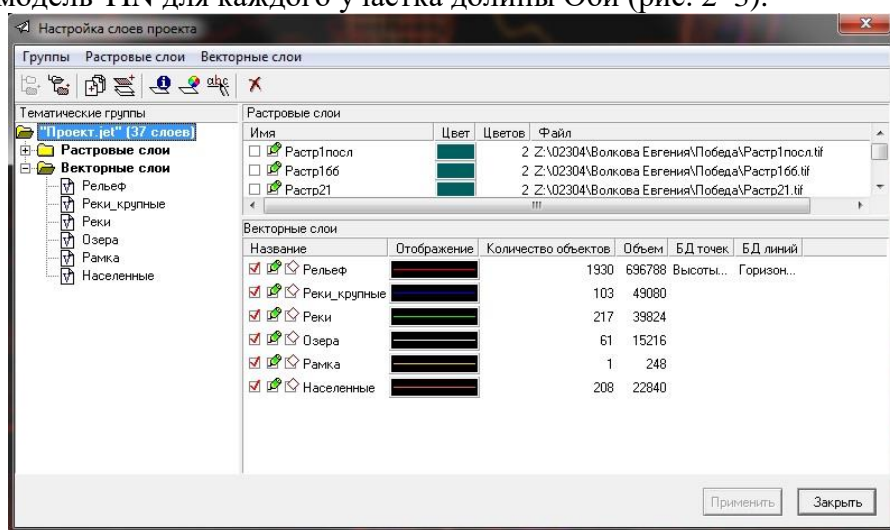 модель TIN для каждого участка долины Оби (рис. 2–3).
Настройка слоев проекта
Группы Растровые слои Векторные слои
abc
Тематические группы
"Проект.jet" (37 слоев)
Растровые слои
Векторные слои
Рельеф
Реки_крупные
Реки
Озера
Рамка
Населенные
Растровые слои
Имя Цвет Цветов Файл
Растр1посл 2 Z:\02304\Волкова Евгения\Победа\Растр1посл.tif
Растр166 2 Z:\02304\Волкова Евгения\Победа\Растр166.tif
Растр21 2 Z:\02304\Волкова Евгения\Победа\Растр21.tif
Векторные слои
Название Отображение Количество объектов Объем БД точек БД линий
Рельеф 1930 696788 Высоты... Горизон...
Реки_крупные 103 49080
Реки 217 39824
Озера 61 15216
Рамка 1 248
Населенные 208 22840
Применить Закрыть